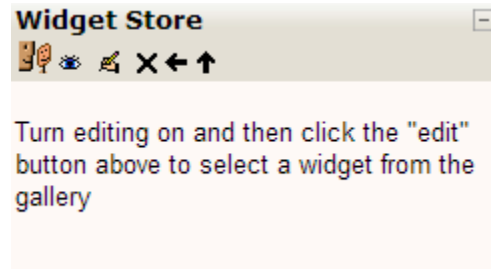 Widget Store
Turn editing on and then click the "edit"
button above to select a widget from the
gallery